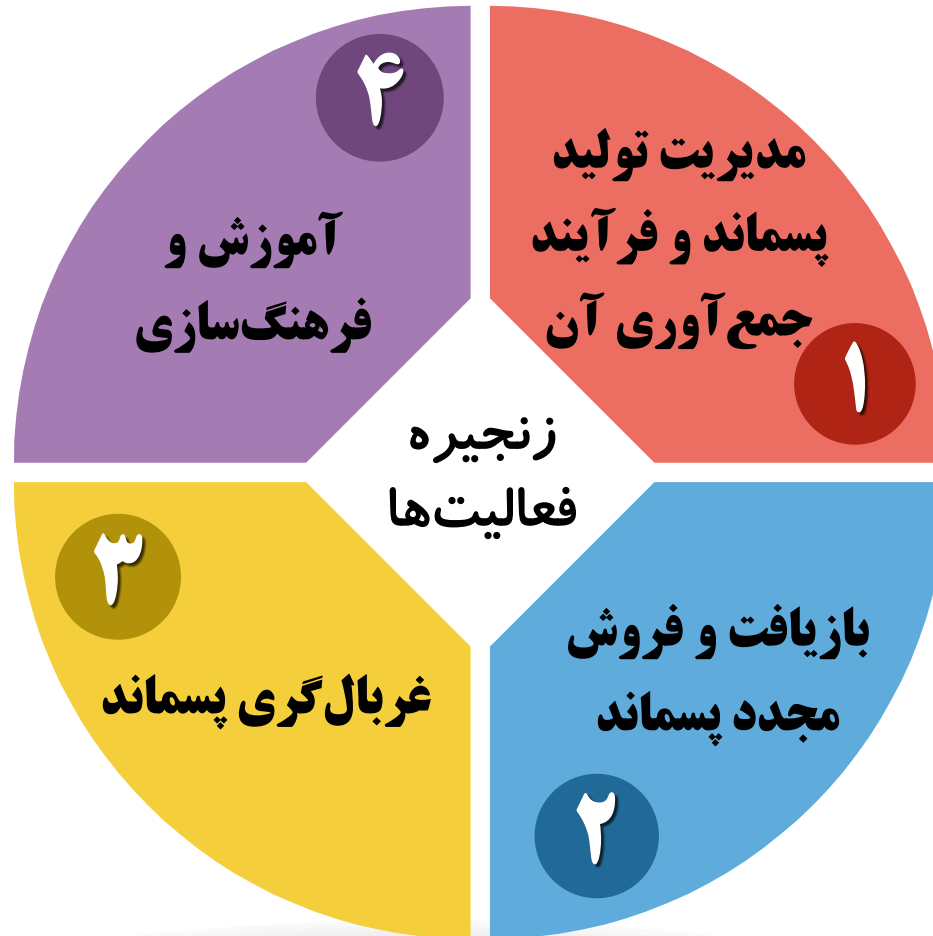 مدیریت تولید
پسماند و فرآیند
جمع‌آوری آن
۱
بازیافت و فروش
مجدد پسماند
۲
۳
غربال‌گری پسماند
۴
آموزش و
فرهنگ‌سازی
زنجیره
فعالیت‌ها